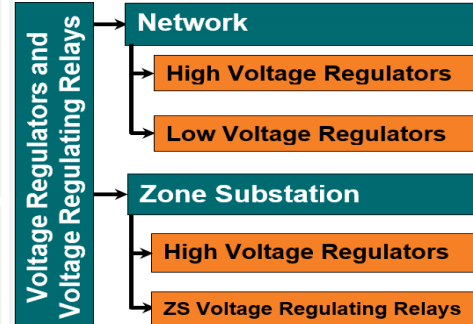 Voltage Regulators and
Voltage Regulating Relays
Network
High Voltage Regulators
Low Voltage Regulators
Zone Substation
High Voltage Regulators
ZS Voltage Regulating Relays